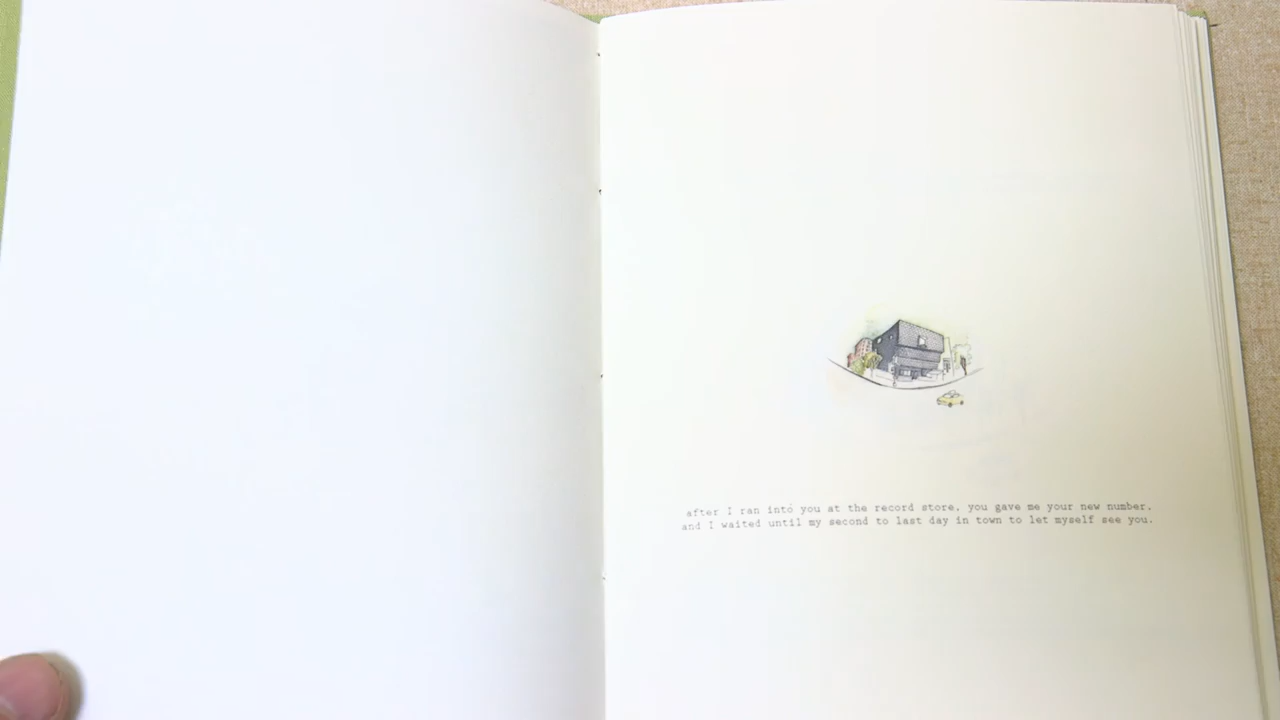 after I ran into you at the record store, you gave me your new number,
and I waited until my second to last day in town to let myself see you.